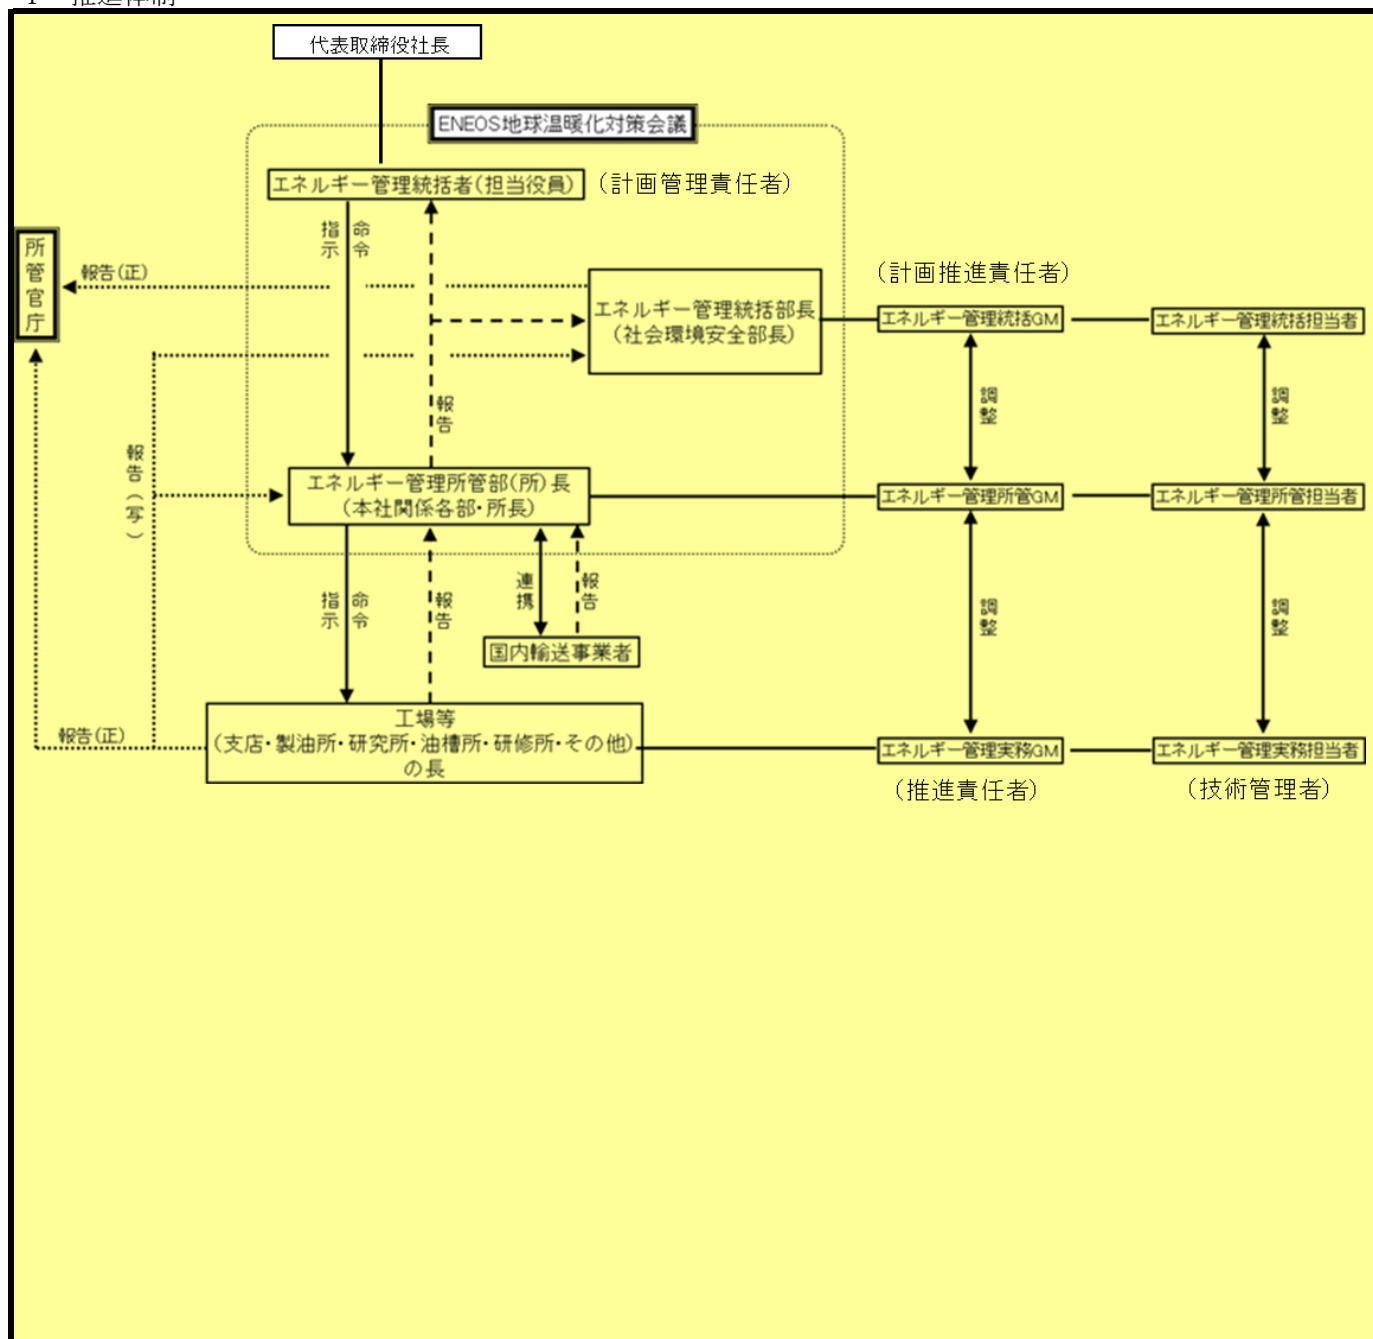 推進体制
代表取締役社長
ENEOS地球温暖化対策会議
エネルギー管理統括者(担当役員)
(計画管理責任者)
指示
命令
所管官庁
報告(正)
エネルギー管理統括部長
(社会環境安全部長)
(計画推進責任者)
エネルギー管理統括GM
エネルギー管理統括担当者
報告
調整
調整
報告(写)
エネルギー管理所管部(所)長
(本社関係各部・所長)
エネルギー管理所管GM
エネルギー管理所管担当者
指示
命令
報告
連携
報告
調整
調整
国内輸送事業者
報告(正)
工場等
(支店・製油所・研究所・油槽所・研修所・その他)
の長
エネルギー管理実務GM
エネルギー管理実務担当者
(推進責任者)
(技術管理者)